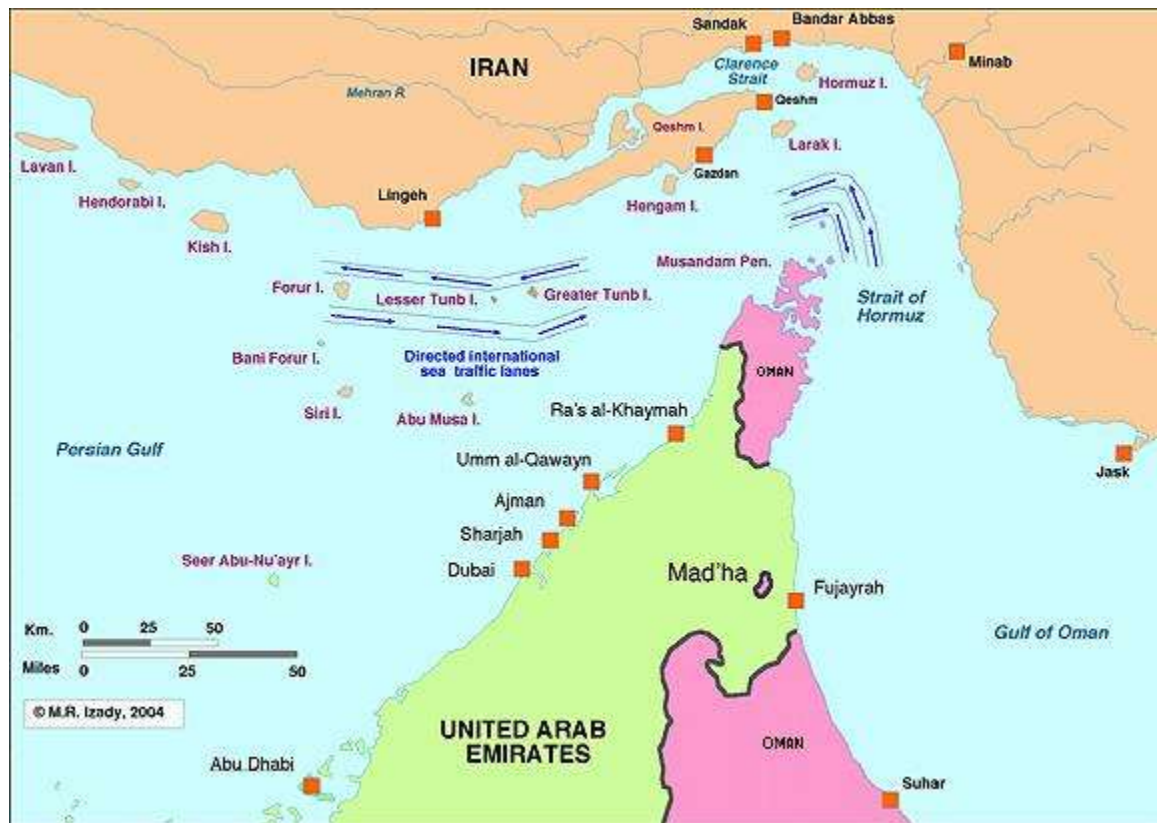 Sandak
Bandar Abbas
IRAN
Clarence
Strait
Minab
Hormuz I.
Mehran R.
Qeshm
Qeshm I.
Larak I.
Lavan I.
Gazdan
Hendorabi I.
Lingeh
Hengam I.
Kish I.
Musandam Pen.
Forur I.
Lesser Tunb I.
Greater Tunb I.
Strait of
Hormuz
Bani Forur I.
Directed international
sea traffic lanes
OMAN
Siri I.
Abu Musa I.
Ra's al-Khaymah
Persian Gulf
Umm al-Qawayn
Jask
Ajman
Sharjah
Seer Abu-Nu'ayr I.
Dubai
Mad'ha
Fujayrah
Km. 0 25 50
Gulf of Oman
Miles 0 25 50
© M.R. Izady, 2004
UNITED ARAB
EMIRATES
OMAN
Abu Dhabi
Suhar